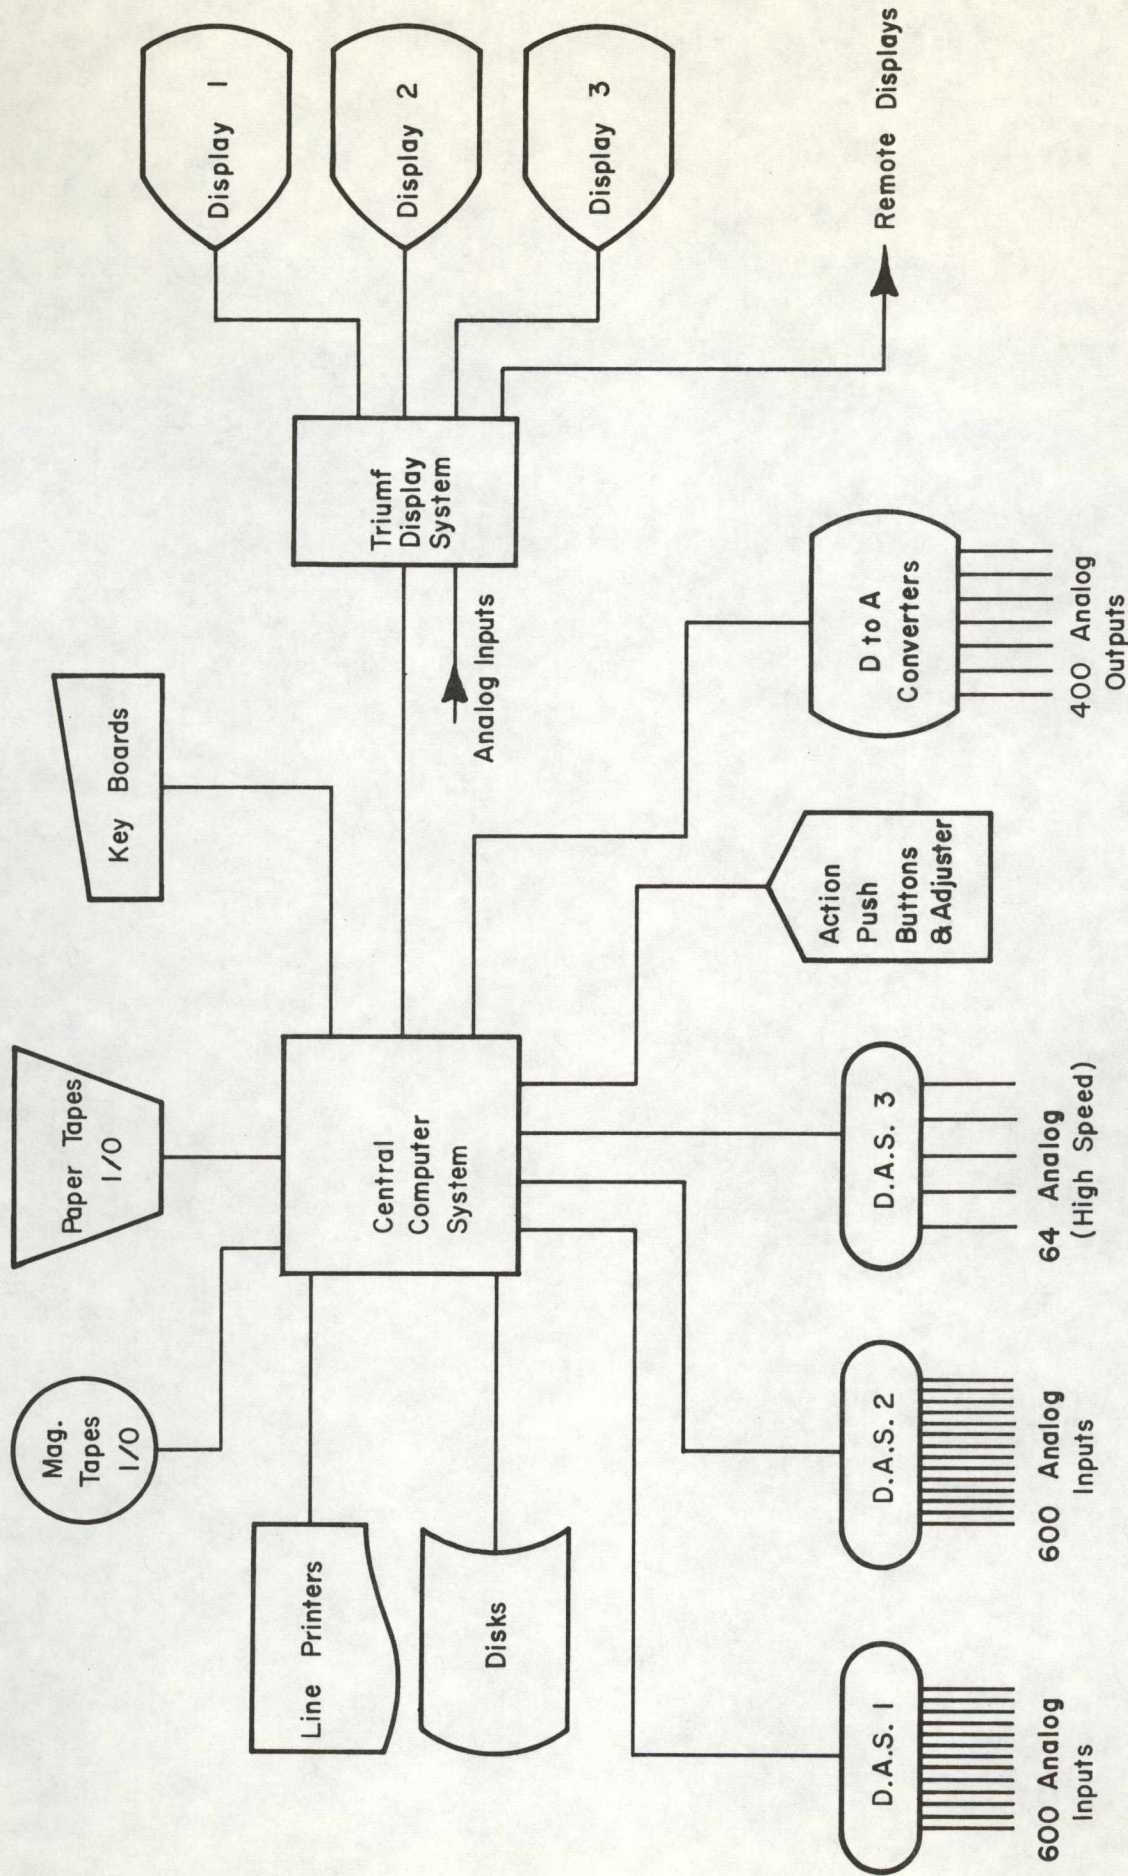 Mag.
Tapes
I/O
Paper Tapes
I/O
Key Boards
Display 1
Display 2
Display 3
Line Printers
Disks
Central
Computer
System
Triumf
Display
System
Analog Inputs
Remote Displays
D.A.S. 1
600 Analog
Inputs
D.A.S. 2
600 Analog
Inputs
D.A.S. 3
64 Analog
(High Speed)
Action
Push
Buttons
& Adjuster
D to A
Converters
400 Analog
Outputs